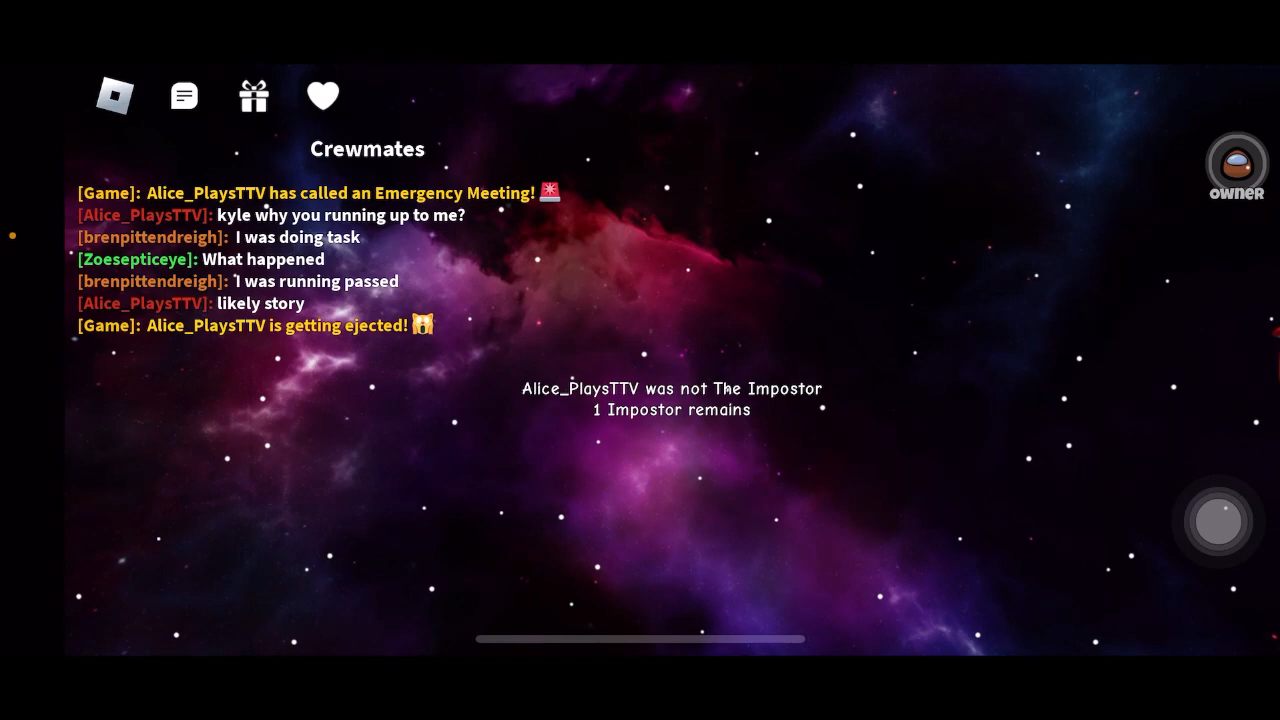 Crewmates
[Game]: Alice_PlaysTTV has called an Emergency Meeting! 🚨
[Alice_PlaysTTV]: kyle why you running up to me?
[brenpittendreigh]: I was doing task
[Zoesepticeye]: What happened
[brenpittendreigh]: I was running passed
[Alice_PlaysTTV]: likely story
[Game]: Alice_PlaysTTV is getting ejected! 🙀
Alice_PlaysTTV was not The Impostor
1 Impostor remains
OWNER